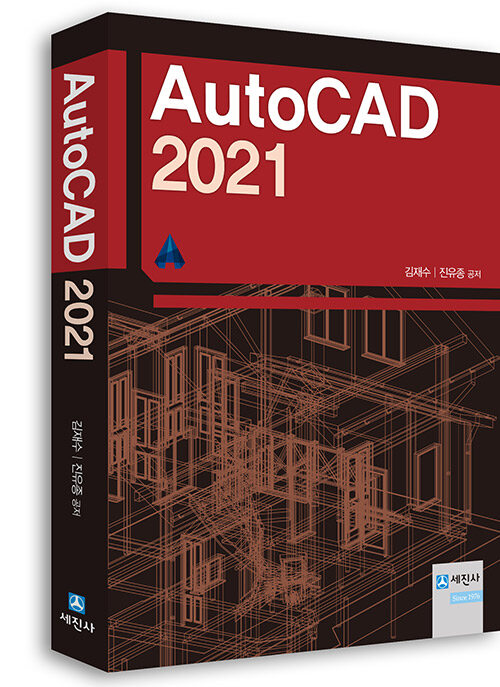 AutoCAD
2021
김재수 | 진유종 공저
세진사
Since 1976
AutoCAD 2021
김재수 | 진유종 공저
세진사